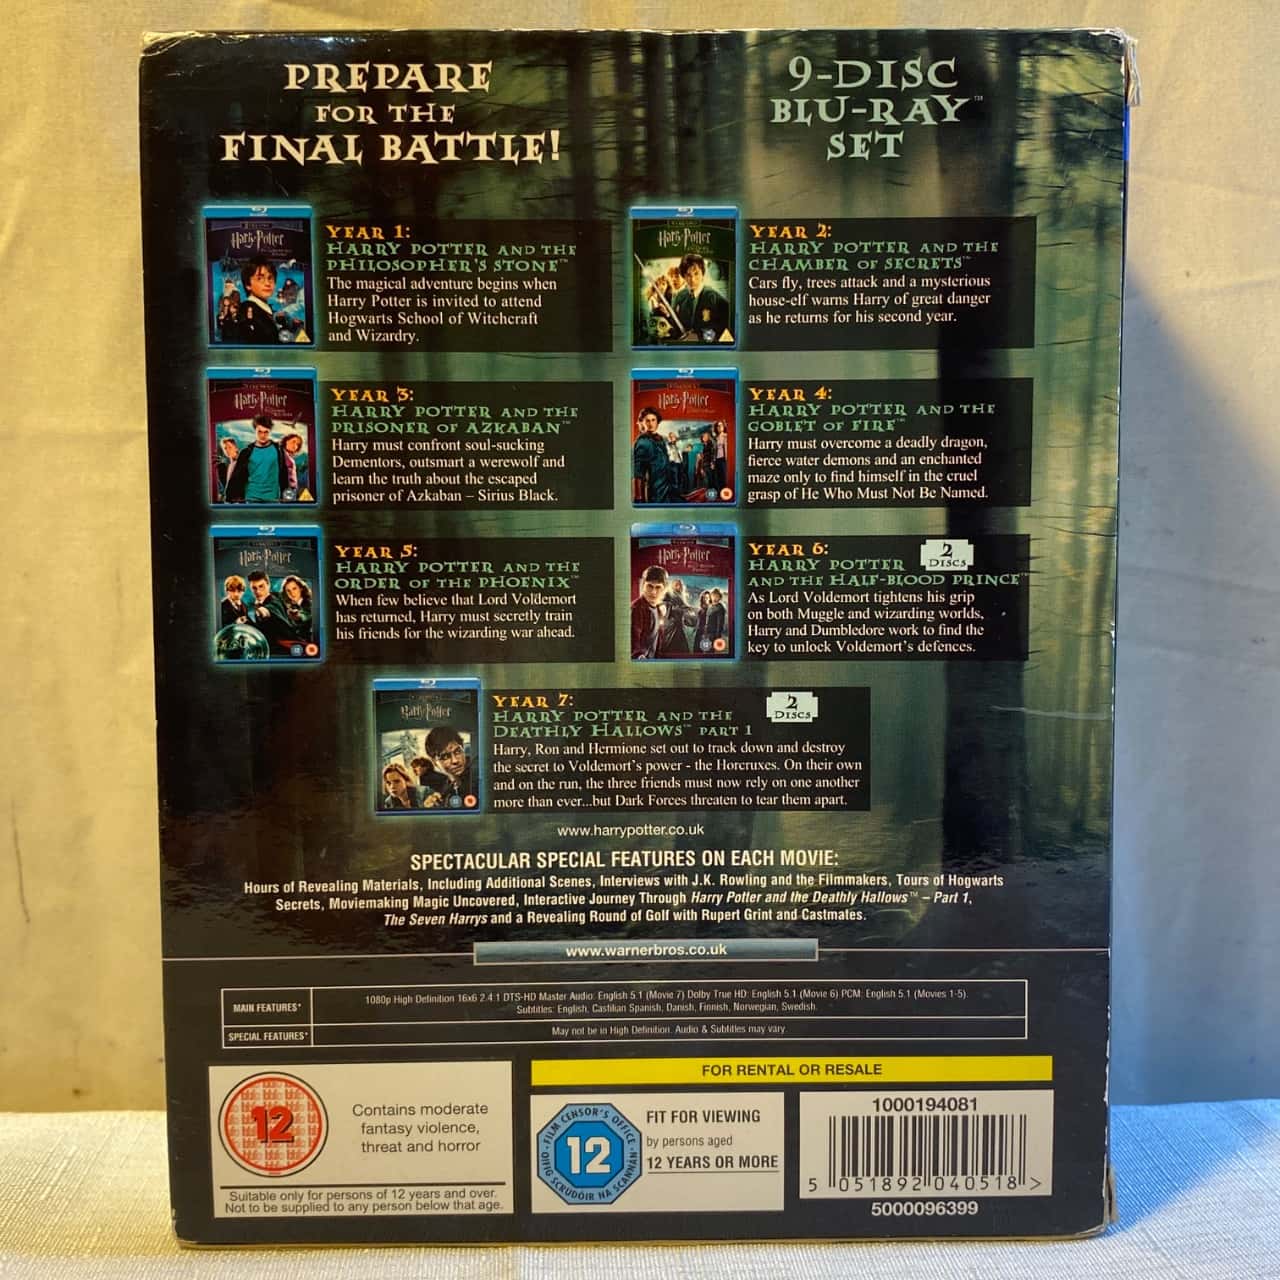 PREPARE
FOR THE
FINAL BATTLE!
9-DISC
BLU-RAY™
SET
YEAR 1:
HARRY POTTER AND THE
PHILOSOPHER'S STONE™
The magical adventure begins when
Harry Potter is invited to attend
Hogwarts School of Witchcraft
and Wizardry.
Harry Potter
YEAR 2:
HARRY POTTER AND THE
CHAMBER OF SECRETS™
Cars fly, trees attack and a mysterious
house-elf warns Harry of great danger
as he returns for his second year.
Harry Potter
YEAR 3:
HARRY POTTER AND THE
PRISONER OF AZKABAN™
Harry must confront soul-sucking
Dementors, outsmart a werewolf and
learn the truth about the escaped
prisoner of Azkaban – Sirius Black.
Harry Potter
YEAR 4:
HARRY POTTER AND THE
GOBLET OF FIRE™
Harry must overcome a deadly dragon,
fierce water demons and an enchanted
maze only to find himself in the cruel
grasp of He Who Must Not Be Named.
Harry Potter
YEAR 5:
HARRY POTTER AND THE
ORDER OF THE PHOENIX™
When few believe that Lord Voldemort
has returned, Harry must secretly train
his friends for the wizarding war ahead.
Harry Potter
YEAR 6:
HARRY POTTER
AND THE HALF-BLOOD PRINCE™
2
DISCS
As Lord Voldemort tightens his grip
on both Muggle and wizarding worlds,
Harry and Dumbledore work to find the
key to unlock Voldemort's defences.
Harry Potter
YEAR 7:
HARRY POTTER AND THE
DEATHLY HALLOWS™ PART 1
2
DISCS
Harry, Ron and Hermione set out to track down and destroy
the secret to Voldemort's power - the Horcruxes. On their own
and on the run, the three friends must now rely on one another
more than ever...but Dark Forces threaten to tear them apart.
Harry Potter
www.harrypotter.co.uk
SPECTACULAR SPECIAL FEATURES ON EACH MOVIE:
Hours of Revealing Materials, Including Additional Scenes, Interviews with J.K. Rowling and the Filmmakers, Tours of Hogwarts
Secrets, Moviemaking Magic Uncovered, Interactive Journey Through Harry Potter and the Deathly Hallows™ – Part 1,
The Seven Harrys and a Revealing Round of Golf with Rupert Grint and Castmates.
www.warnerbros.co.uk
MAIN FEATURES*
1080p High Definition 16x6 2.4:1 DTS-HD Master Audio: English 5.1 (Movie 7) Dolby True HD: English 5.1 (Movie 6) PCM: English 5.1 (Movies 1-5).
Subtitles: English, Castilian Spanish, Danish, Finnish, Norwegian, Swedish.
SPECIAL FEATURES*
May not be in High Definition. Audio & Subtitles may vary
12
Contains moderate
fantasy violence,
threat and horror
Suitable only for persons of 12 years and over.
Not to be supplied to any person below that age.
FOR RENTAL OR RESALE
FILM CENSOR'S OFFICE
12
OIFIG SCRÚDÓIR NA SCANNÁN
FIT FOR VIEWING
by persons aged
12 YEARS OR MORE
1000194081
5 051892 040518 >
5000096399